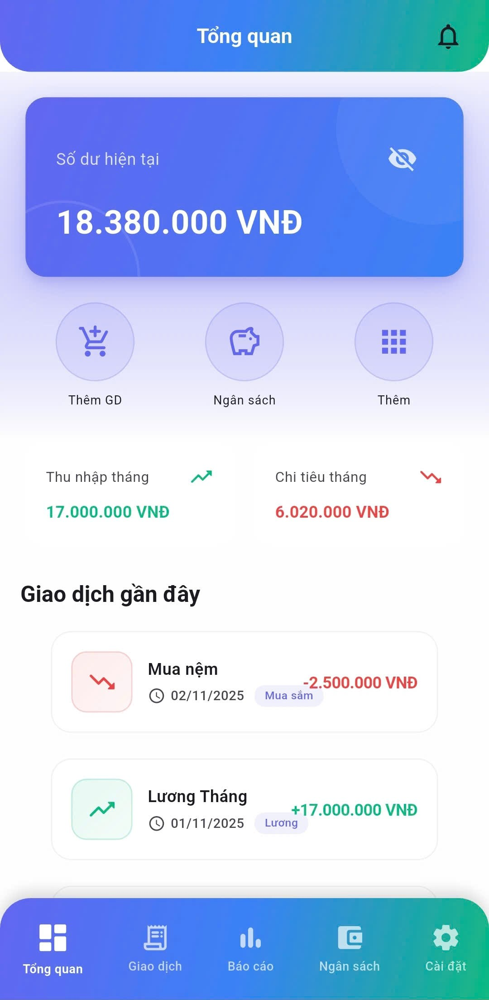 Tổng quan
Số dư hiện tại
18.380.000 VNĐ
Thêm GD
Ngân sách
Thêm
Thu nhập tháng
17.000.000 VNĐ
Chi tiêu tháng
6.020.000 VNĐ
Giao dịch gần đây
Mua nệm
-2.500.000 VNĐ
02/11/2025 Mua sắm
Lương Tháng
+17.000.000 VNĐ
01/11/2025 Lương
Tổng quan
Giao dịch
Báo cáo
Ngân sách
Cài đặt